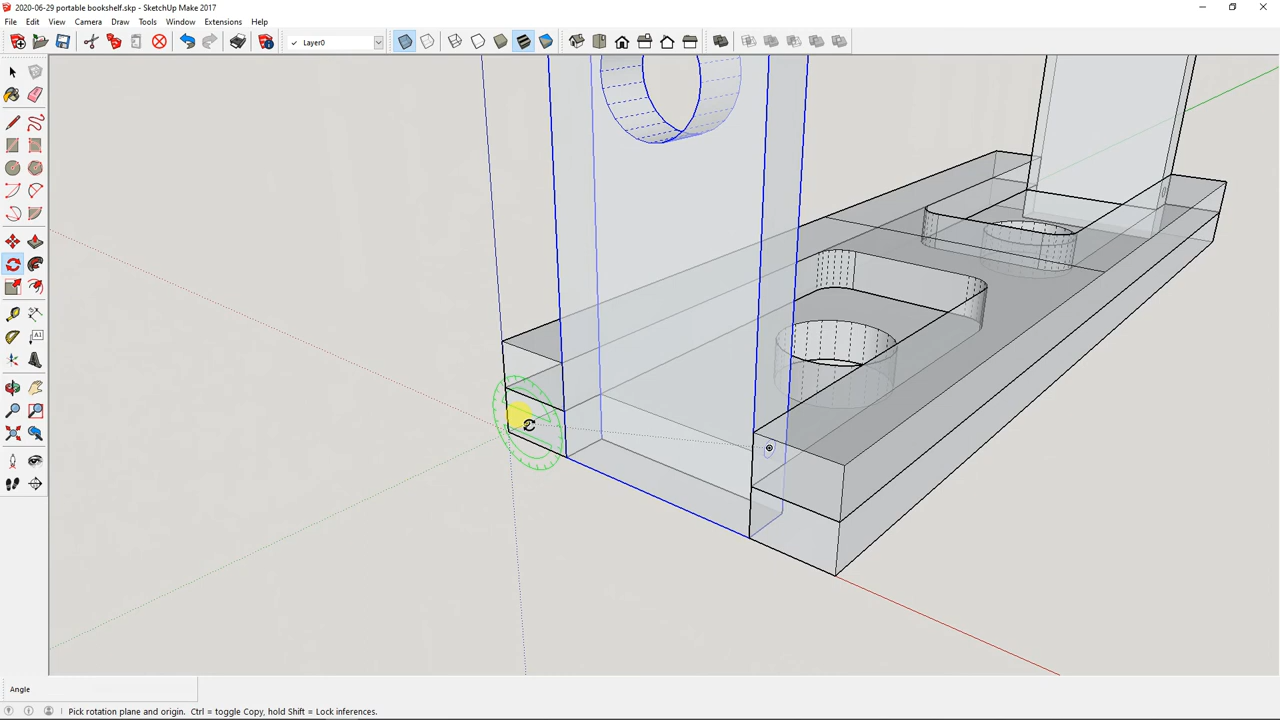 2020-06-29 portable bookshelf.skp - SketchUp Make 2017
File Edit View Camera Draw Tools Window Extensions Help
Layer0
Angle
Pick rotation plane and origin. Ctrl = toggle Copy, hold Shift = Lock inferences.